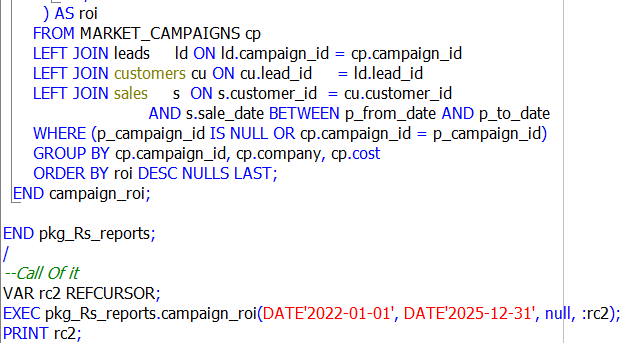 ) AS roi
FROM MARKET_CAMPAIGNS cp
LEFT JOIN leads ld ON ld.campaign_id = cp.campaign_id
LEFT JOIN customers cu ON cu.lead_id = ld.lead_id
LEFT JOIN sales s ON s.customer_id = cu.customer_id
AND s.sale_date BETWEEN p_from_date AND p_to_date
WHERE (p_campaign_id IS NULL OR cp.campaign_id = p_campaign_id)
GROUP BY cp.campaign_id, cp.company, cp.cost
ORDER BY roi DESC NULLS LAST;
END campaign_roi;
END pkg_Rs_reports;
/
--Call Of it
VAR rc2 REFCURSOR;
EXEC pkg_Rs_reports.campaign_roi(DATE'2022-01-01', DATE'2025-12-31', null, :rc2);
PRINT rc2;